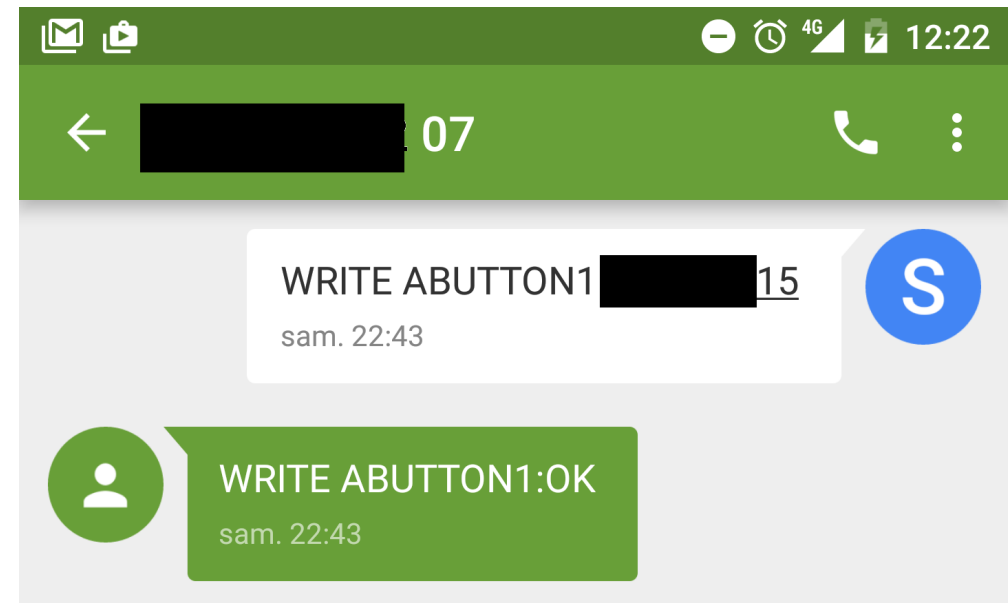 4G 12:22
07
WRITE ABUTTON1 15
sam. 22:43
S
WRITE ABUTTON1:OK
sam. 22:43